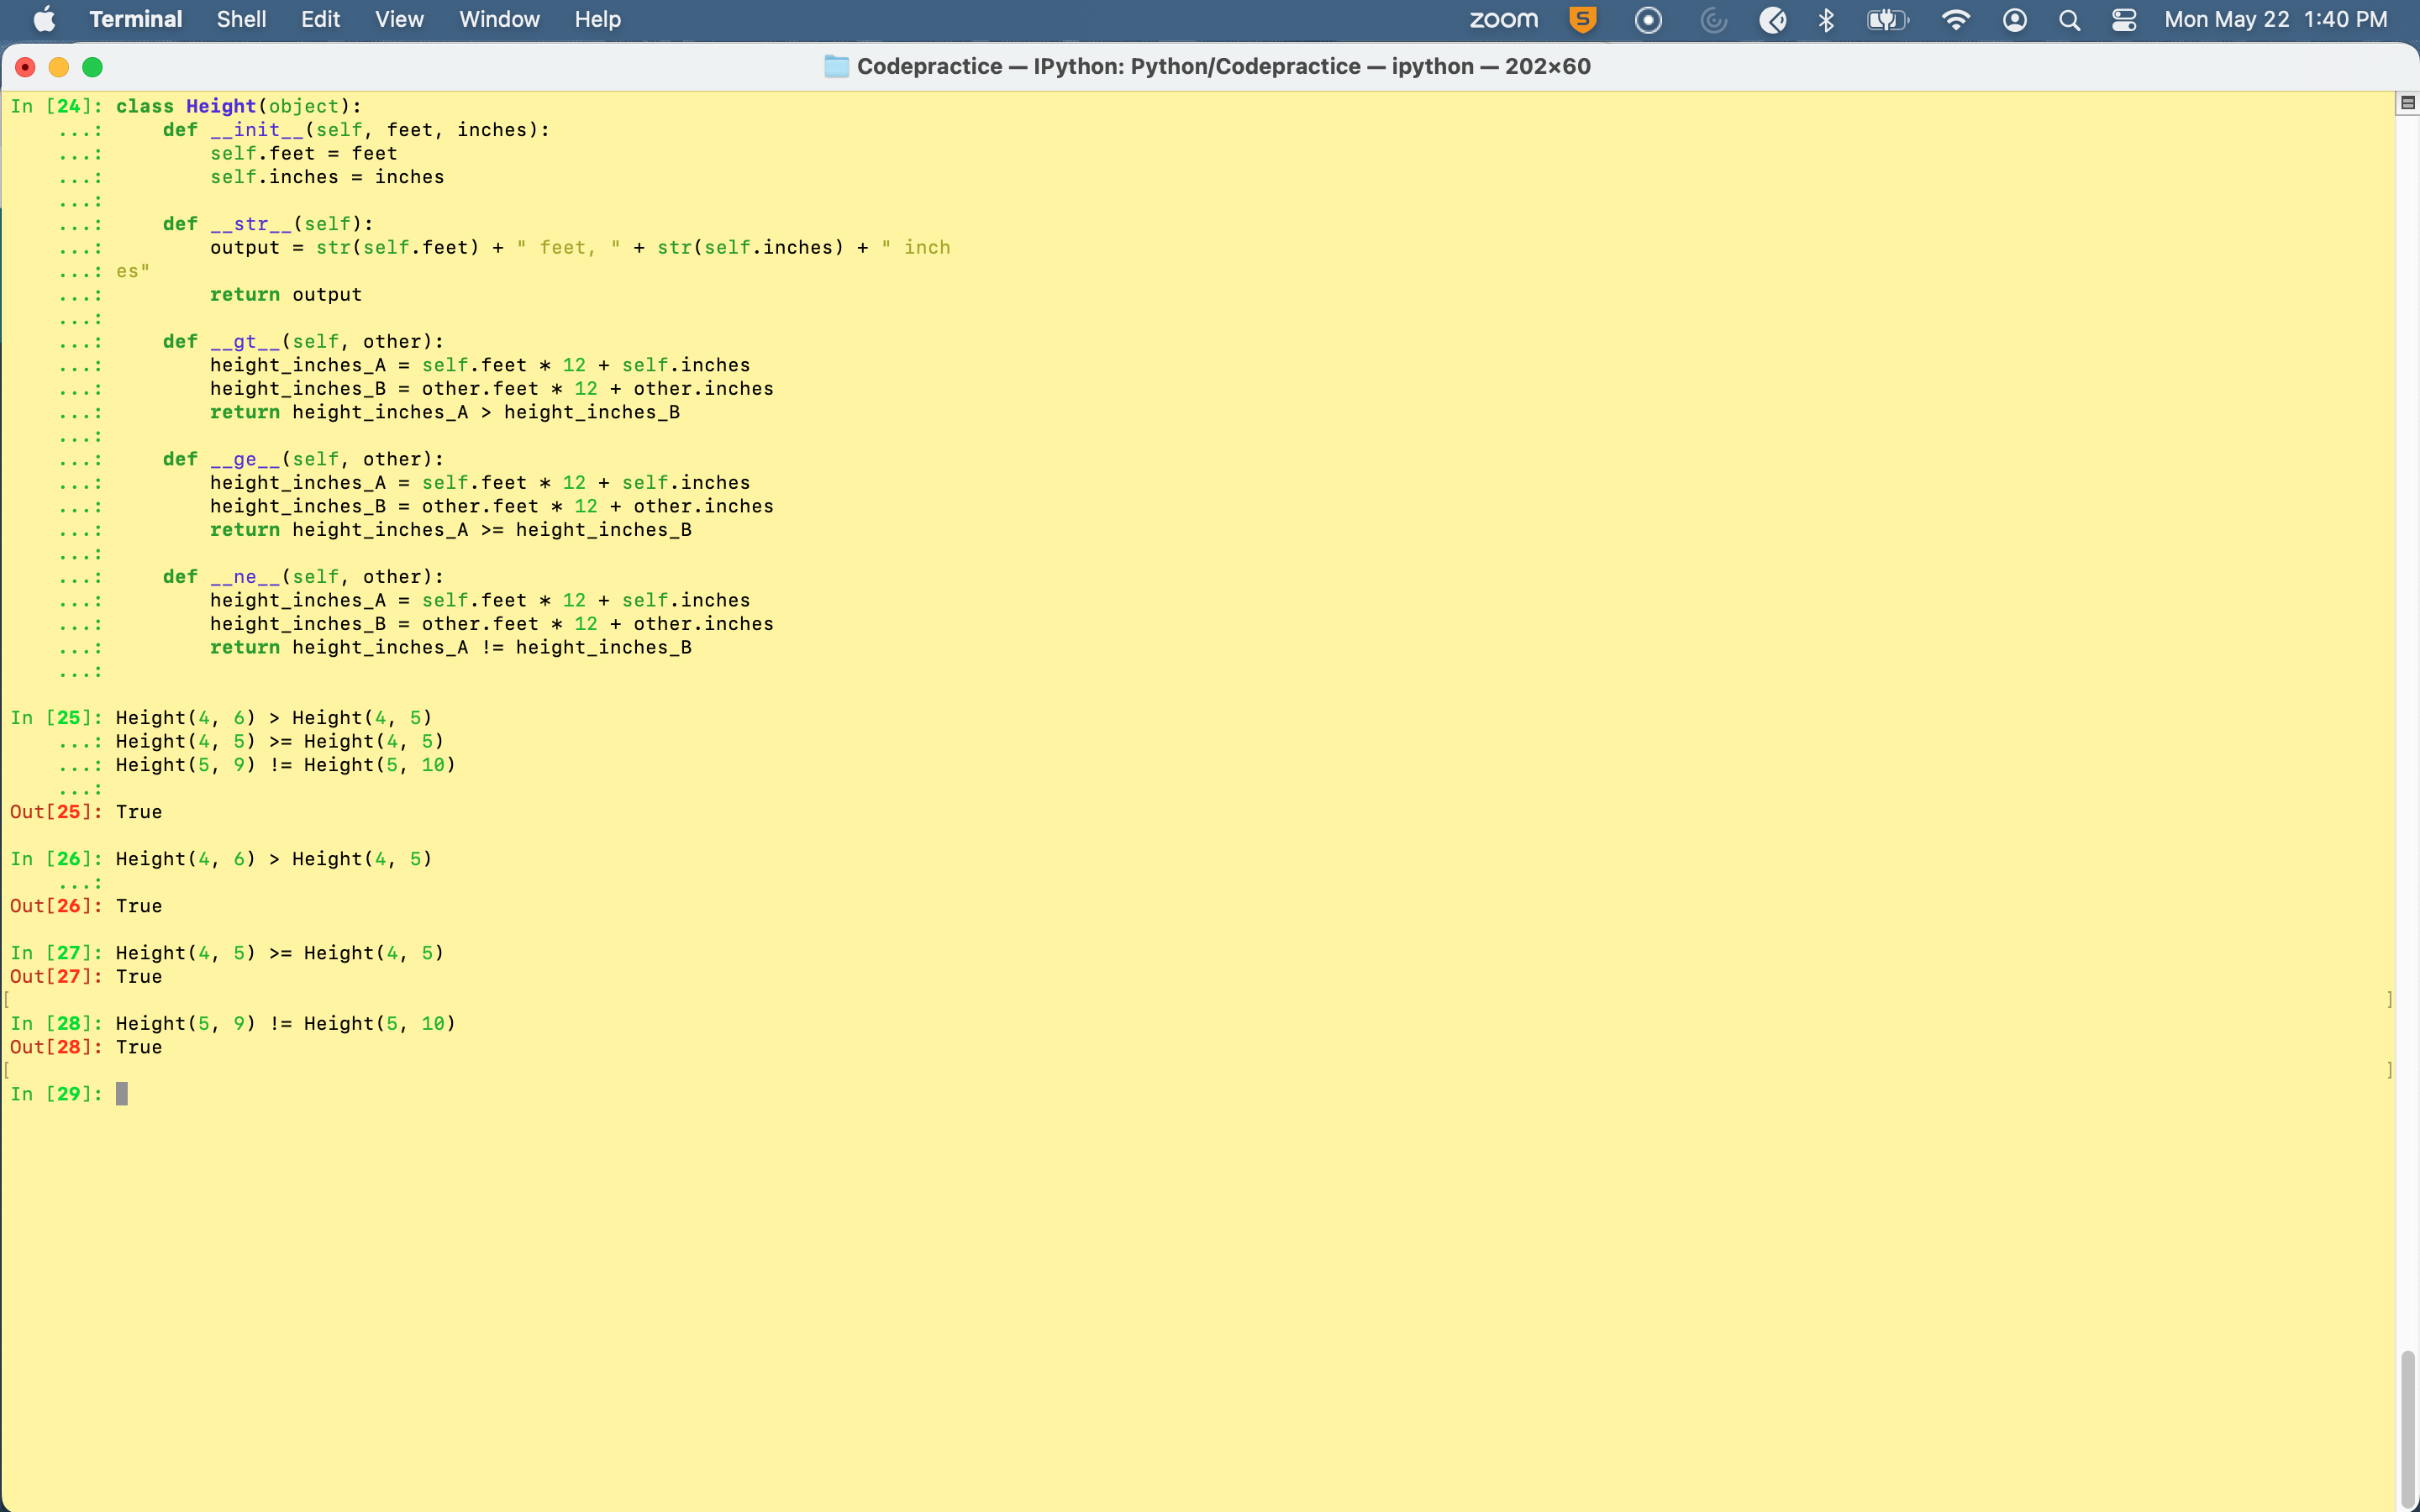 Terminal Shell Edit View Window Help zoom S Mon May 22 1:40 PM
Codepractice — IPython: Python/Codepractice — ipython — 202×60
In [24]: class Height(object):
    ...:     def __init__(self, feet, inches):
    ...:         self.feet = feet
    ...:         self.inches = inches
    ...:
    ...:     def __str__(self):
    ...:         output = str(self.feet) + " feet, " + str(self.inches) + " inch
    ...: es"
    ...:         return output
    ...:
    ...:     def __gt__(self, other):
    ...:         height_inches_A = self.feet * 12 + self.inches
    ...:         height_inches_B = other.feet * 12 + other.inches
    ...:         return height_inches_A > height_inches_B
    ...:
    ...:     def __ge__(self, other):
    ...:         height_inches_A = self.feet * 12 + self.inches
    ...:         height_inches_B = other.feet * 12 + other.inches
    ...:         return height_inches_A >= height_inches_B
    ...:
    ...:     def __ne__(self, other):
    ...:         height_inches_A = self.feet * 12 + self.inches
    ...:         height_inches_B = other.feet * 12 + other.inches
    ...:         return height_inches_A != height_inches_B
    ...:
In [25]: Height(4, 6) > Height(4, 5)
    ...: Height(4, 5) >= Height(4, 5)
    ...: Height(5, 9) != Height(5, 10)
    ...:
Out[25]: True
In [26]: Height(4, 6) > Height(4, 5)
    ...:
Out[26]: True
In [27]: Height(4, 5) >= Height(4, 5)
Out[27]: True
[ ]
In [28]: Height(5, 9) != Height(5, 10)
Out[28]: True
[ ]
In [29]: